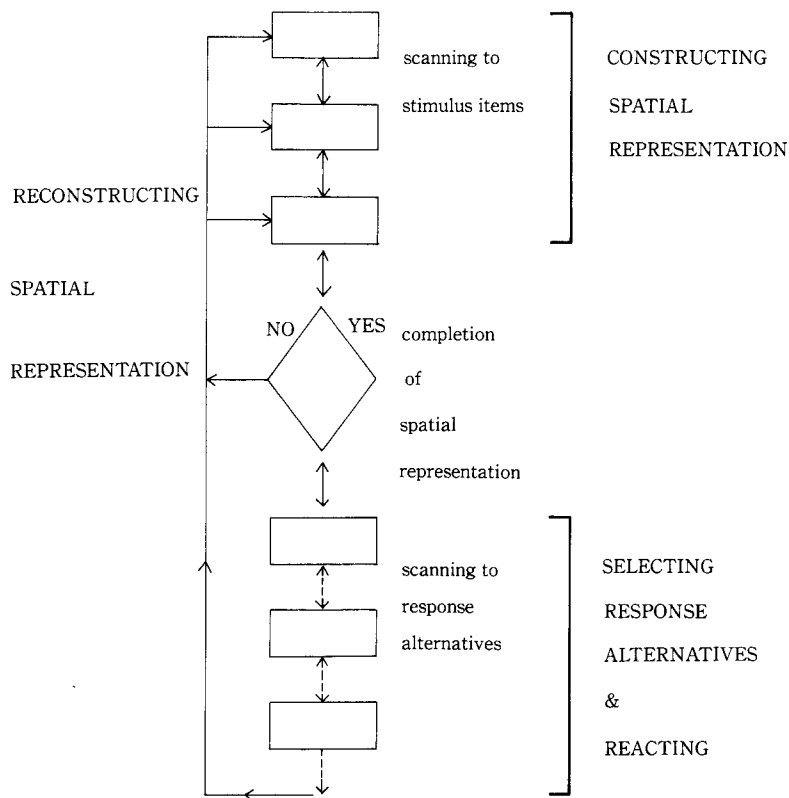 scanning to
stimulus items
CONSTRUCTING
SPATIAL
REPRESENTATION
RECONSTRUCTING
SPATIAL
REPRESENTATION
NO
YES
completion
of
spatial
representation
scanning to
response
alternatives
SELECTING
RESPONSE
ALTERNATIVES
&
REACTING